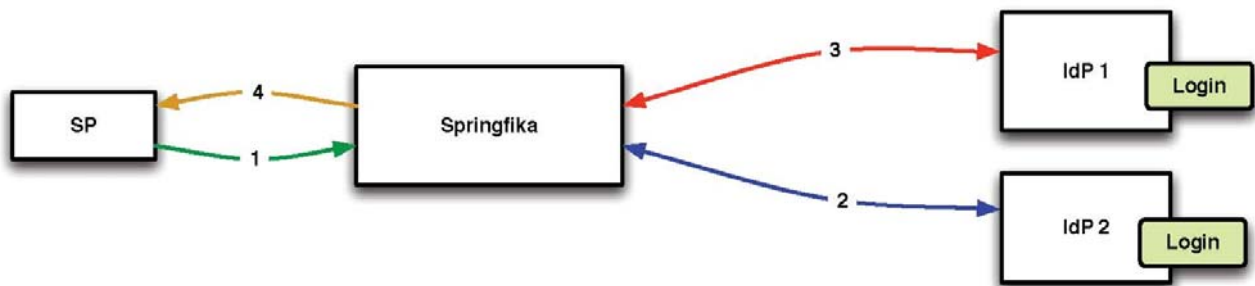 3
IdP 1
Login
4
SP
Springfika
1
2
IdP 2
Login